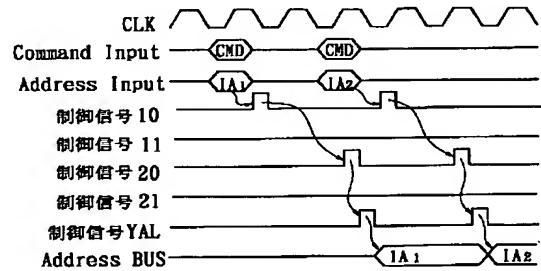 CLK
Command Input CMD CMD
Address Input IA1 IA2
制御信号10
制御信号11
制御信号20
制御信号21
制御信号YAL
Address BUS IA1 IA2